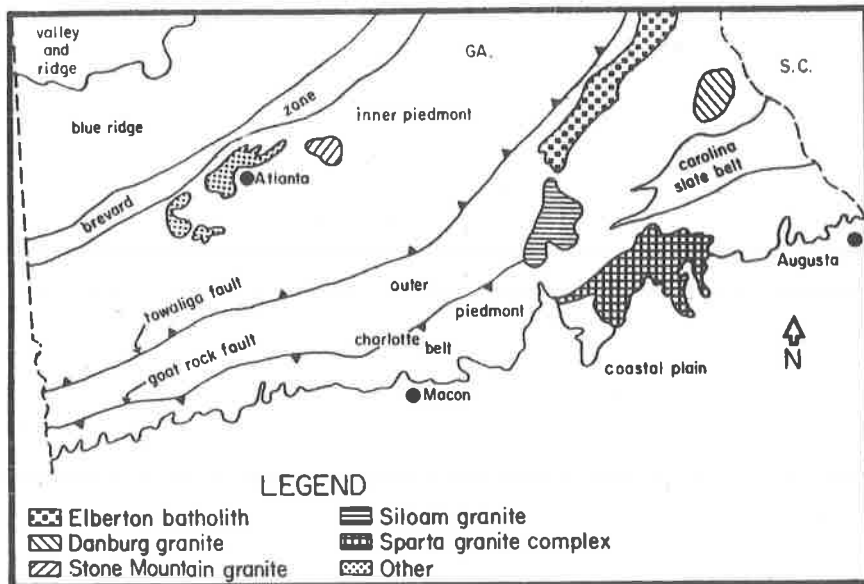 valley
and
ridge
GA.
S.C.
blue ridge
zone
inner piedmont
brevard
Atlanta
carolina
slate belt
Augusta
towaliga fault
outer
piedmont
goat rock fault
charlotte
belt
coastal plain
N
Macon
LEGEND
Elberton batholith
Siloam granite
Danburg granite
Sparta granite complex
Stone Mountain granite
Other